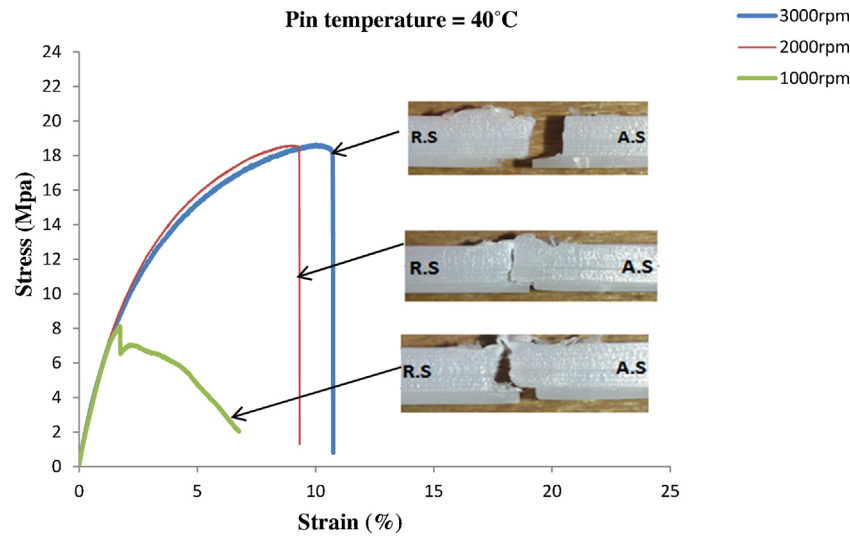 Pin temperature = 40°C
3000rpm
2000rpm
1000rpm
24
22
20
18
16
14
12
10
8
6
4
2
0
Stress (Mpa)
R.S
A.S
R.S
A.S
R.S
A.S
0
5
10
15
20
25
Strain (%)